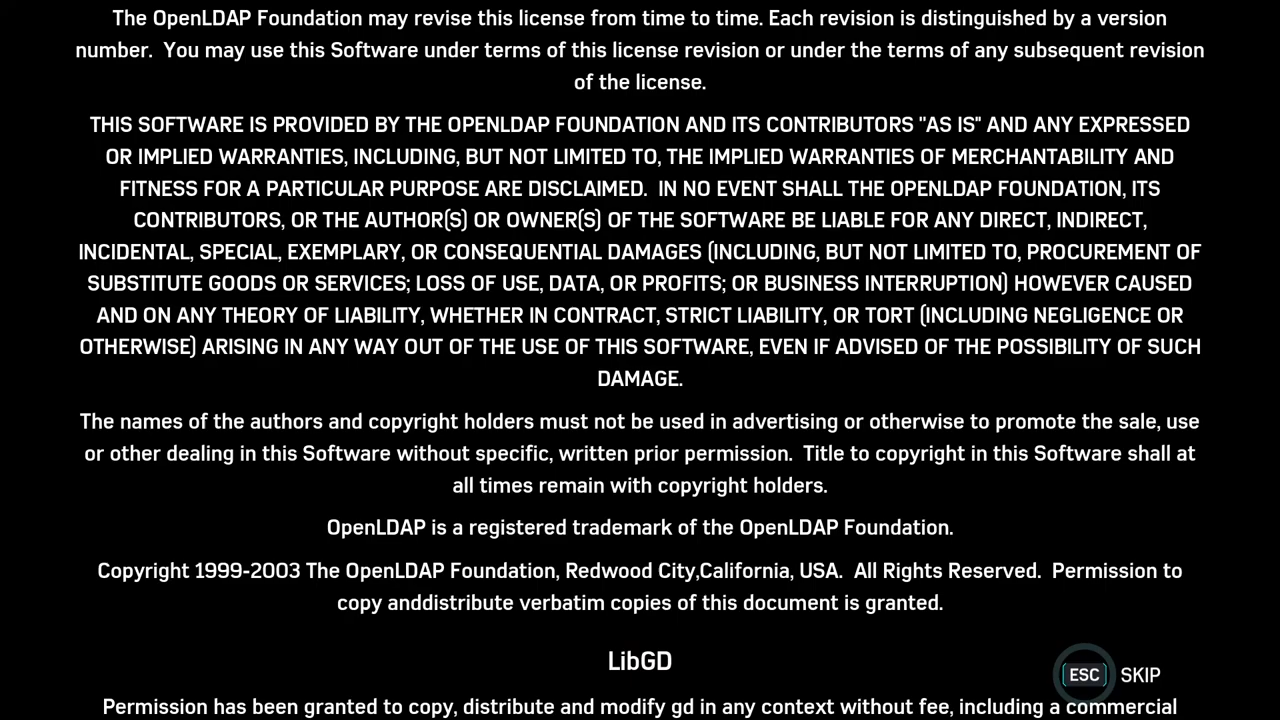 The OpenLDAP Foundation may revise this license from time to time. Each revision is distinguished by a version
number.  You may use this Software under terms of this license revision or under the terms of any subsequent revision
of the license.
THIS SOFTWARE IS PROVIDED BY THE OPENLDAP FOUNDATION AND ITS CONTRIBUTORS "AS IS" AND ANY EXPRESSED
OR IMPLIED WARRANTIES, INCLUDING, BUT NOT LIMITED TO, THE IMPLIED WARRANTIES OF MERCHANTABILITY AND
FITNESS FOR A PARTICULAR PURPOSE ARE DISCLAIMED.  IN NO EVENT SHALL THE OPENLDAP FOUNDATION, ITS
CONTRIBUTORS, OR THE AUTHOR(S) OR OWNER(S) OF THE SOFTWARE BE LIABLE FOR ANY DIRECT, INDIRECT,
INCIDENTAL, SPECIAL, EXEMPLARY, OR CONSEQUENTIAL DAMAGES (INCLUDING, BUT NOT LIMITED TO, PROCUREMENT OF
SUBSTITUTE GOODS OR SERVICES; LOSS OF USE, DATA, OR PROFITS; OR BUSINESS INTERRUPTION) HOWEVER CAUSED
AND ON ANY THEORY OF LIABILITY, WHETHER IN CONTRACT, STRICT LIABILITY, OR TORT (INCLUDING NEGLIGENCE OR
OTHERWISE) ARISING IN ANY WAY OUT OF THE USE OF THIS SOFTWARE, EVEN IF ADVISED OF THE POSSIBILITY OF SUCH
DAMAGE.
The names of the authors and copyright holders must not be used in advertising or otherwise to promote the sale, use
or other dealing in this Software without specific, written prior permission.  Title to copyright in this Software shall at
all times remain with copyright holders.
OpenLDAP is a registered trademark of the OpenLDAP Foundation.
Copyright 1999-2003 The OpenLDAP Foundation, Redwood City,California, USA.  All Rights Reserved.  Permission to
copy anddistribute verbatim copies of this document is granted.
LibGD
ESC SKIP
Permission has been granted to copy, distribute and modify gd in any context without fee, including a commercial